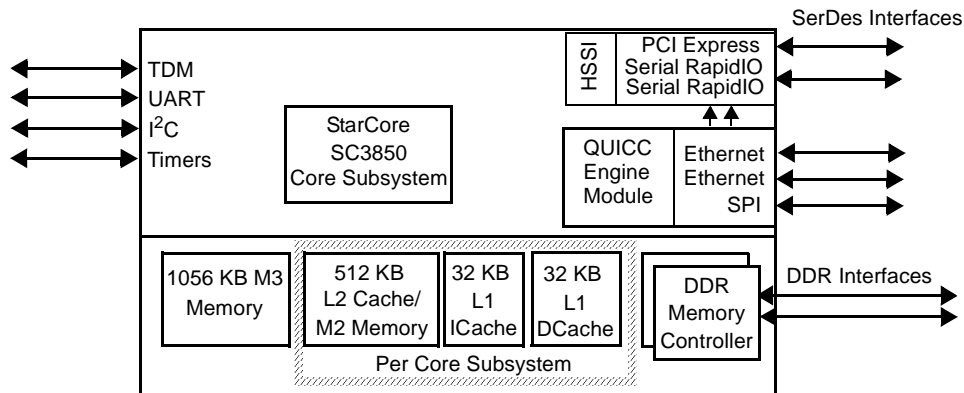 SerDes Interfaces
TDM
UART
I²C
Timers
StarCore
SC3850
Core Subsystem
HSSI
PCI Express
Serial RapidIO
Serial RapidIO
QUICC
Engine
Module
Ethernet
Ethernet
SPI
1056 KB M3
Memory
512 KB
L2 Cache/
M2 Memory
32 KB
L1
ICache
32 KB
L1
DCache
Per Core Subsystem
DDR
Memory
Controller
DDR Interfaces